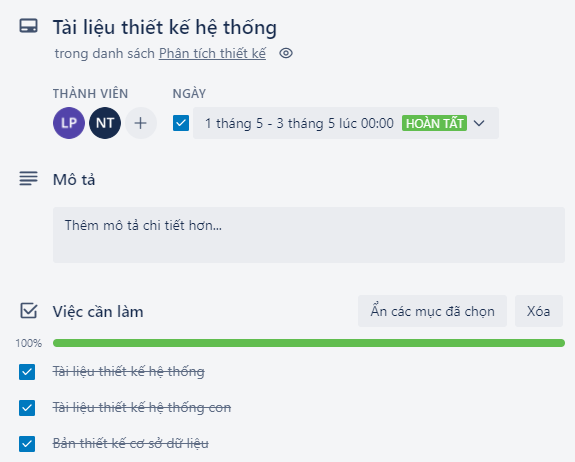 Tài liệu thiết kế hệ thống
trong danh sách Phân tích thiết kế
THÀNH VIÊN NGÀY
LP NT + 1 tháng 5 - 3 tháng 5 lúc 00:00 HOÀN TẤT
Mô tả
Thêm mô tả chi tiết hơn...
Việc cần làm Ẩn các mục đã chọn Xóa
100%
Tài liệu thiết kế hệ thống
Tài liệu thiết kế hệ thống con
Bản thiết kế cơ sở dữ liệu